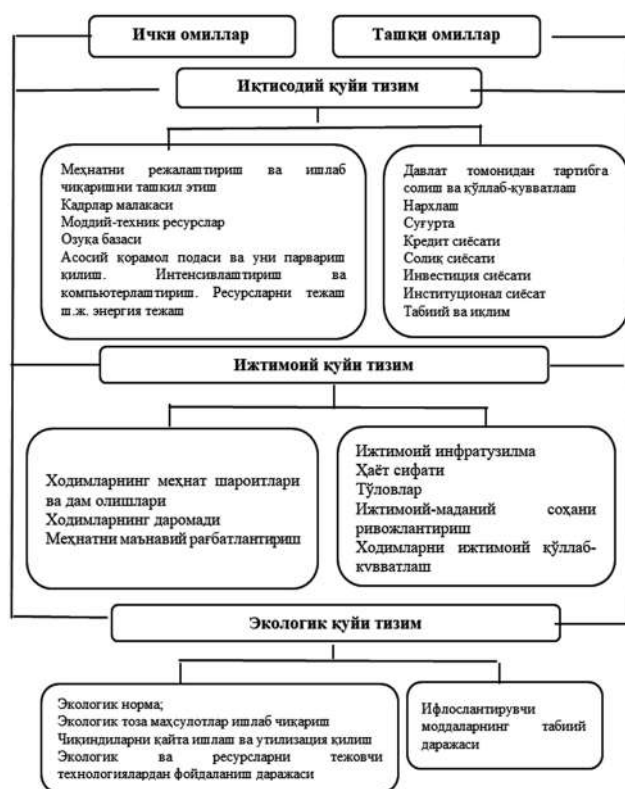 Ички омиллар
Ташқи омиллар
Иқтисодий қуйи тизим
Меҳнатни режалаштириш ва ишлаб
чиқаришни ташкил этиш
Кадрлар малакаси
Моддий-техник ресурслар
Озуқа базаси
Асосий қорамол подаси ва уни парвариш
қилиш. Интенсивлаштириш ва
компьютерлаштириш. Ресурсларни тежаш
ш.ж. энергия тежаш
Давлат томонидан тартибга
солиш ва қўллаб-қувватлаш
Нархлаш
Суғурта
Кредит сиёсати
Солиқ сиёсати
Инвестиция сиёсати
Институционал сиёсат
Табиий ва иқлим
Ижтимоий қуйи тизим
Ходимларнинг меҳнат шароитлари
ва дам олишлари
Ходимларнинг даромади
Меҳнатни маънавий рағбатлантириш
Ижтимоий инфратузилма
Ҳаёт сифати
Тўловлар
Ижтимоий-маданий соҳани
ривожлантириш
Ходимларни ижтимоий қўллаб-
қувватлаш
Экологик қуйи тизим
Экологик норма;
Экологик тоза маҳсулотлар ишлаб чиқариш
Чиқиндиларни қайта ишлаш ва утилизация қилиш
Экологик ва ресурсларни тежовчи
технологиялардан фойдаланиш даражаси
Ифлослантирувчи
моддаларнинг табиий
даражаси